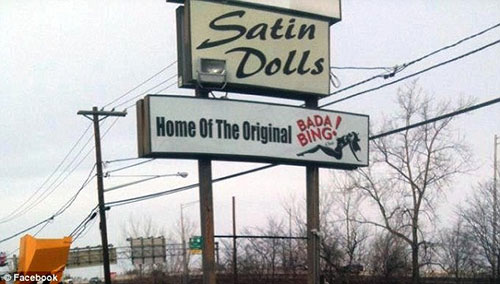 Satin
Dolls
Home Of The Original
BADA
BING!
© Facebook